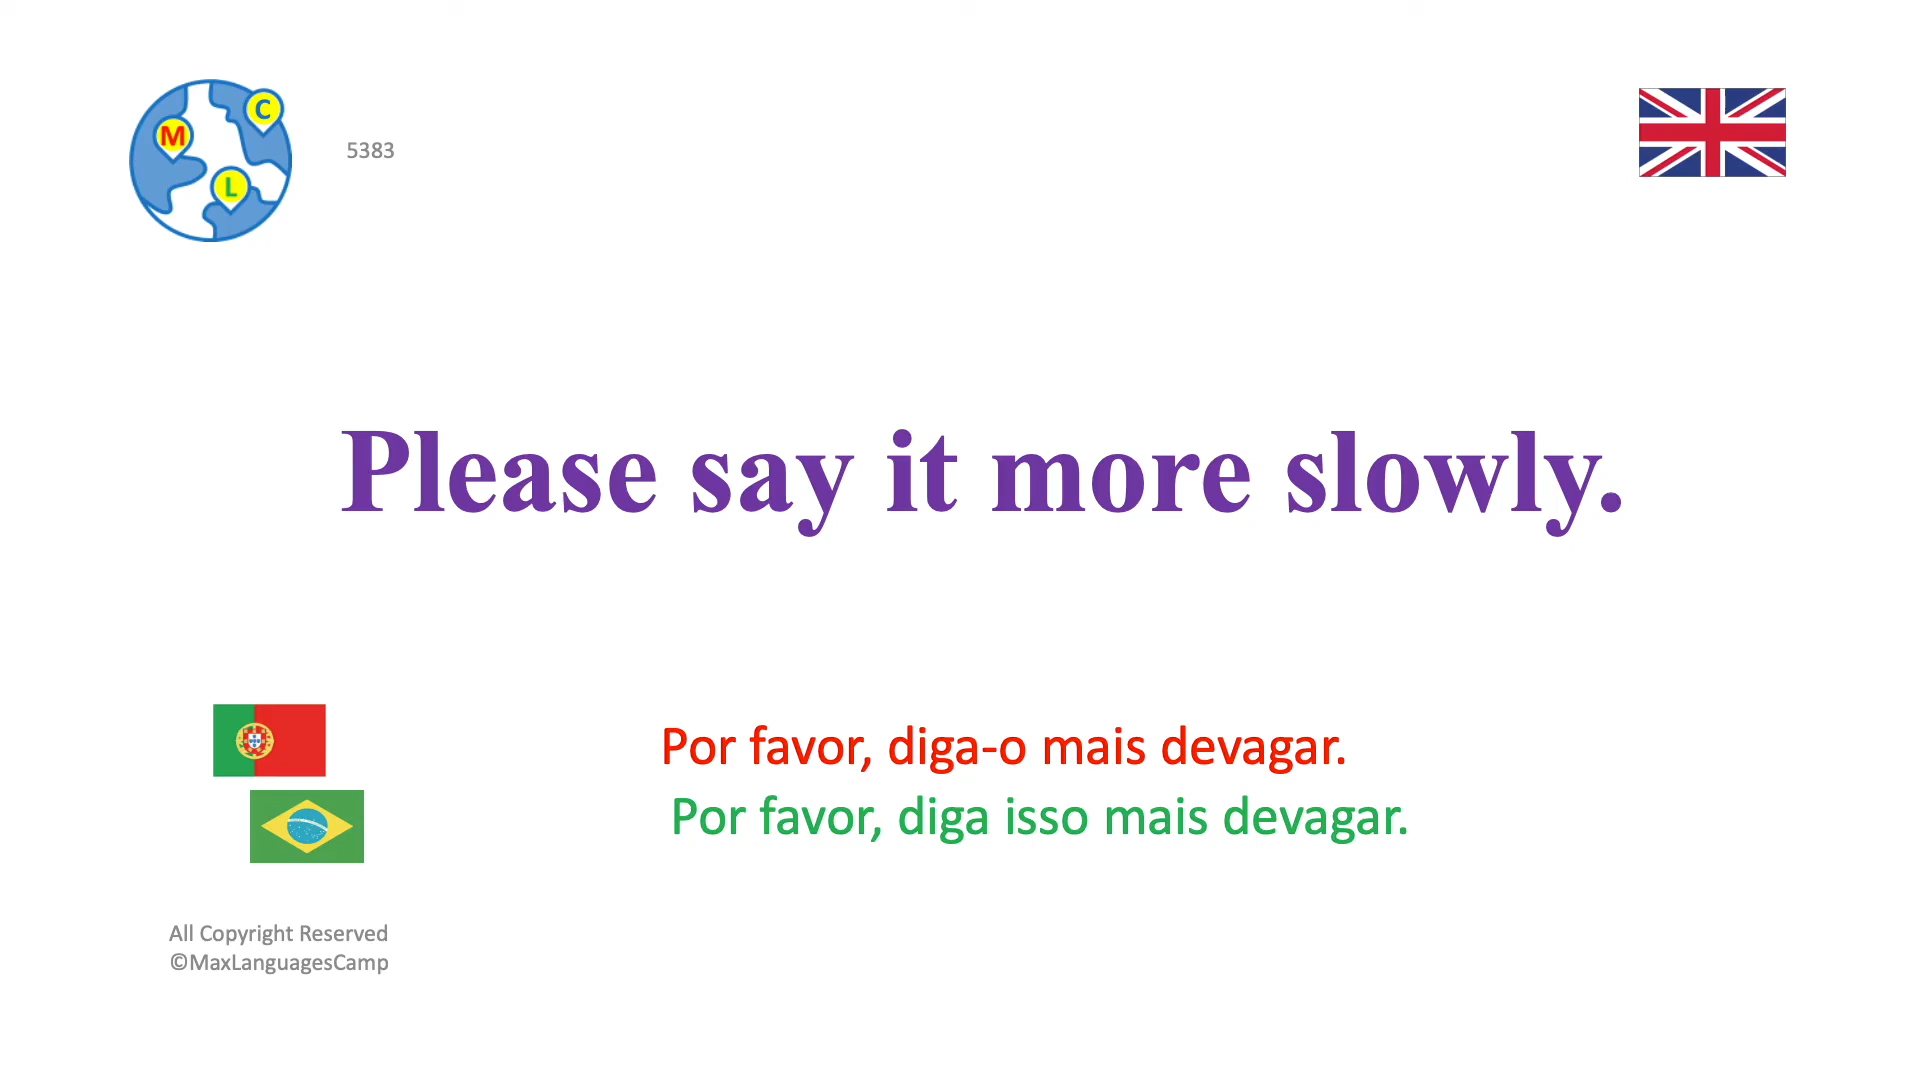 M
C
L
5383
Please say it more slowly.
Por favor, diga-o mais devagar.
Por favor, diga isso mais devagar.
All Copyright Reserved
©MaxLanguagesCamp